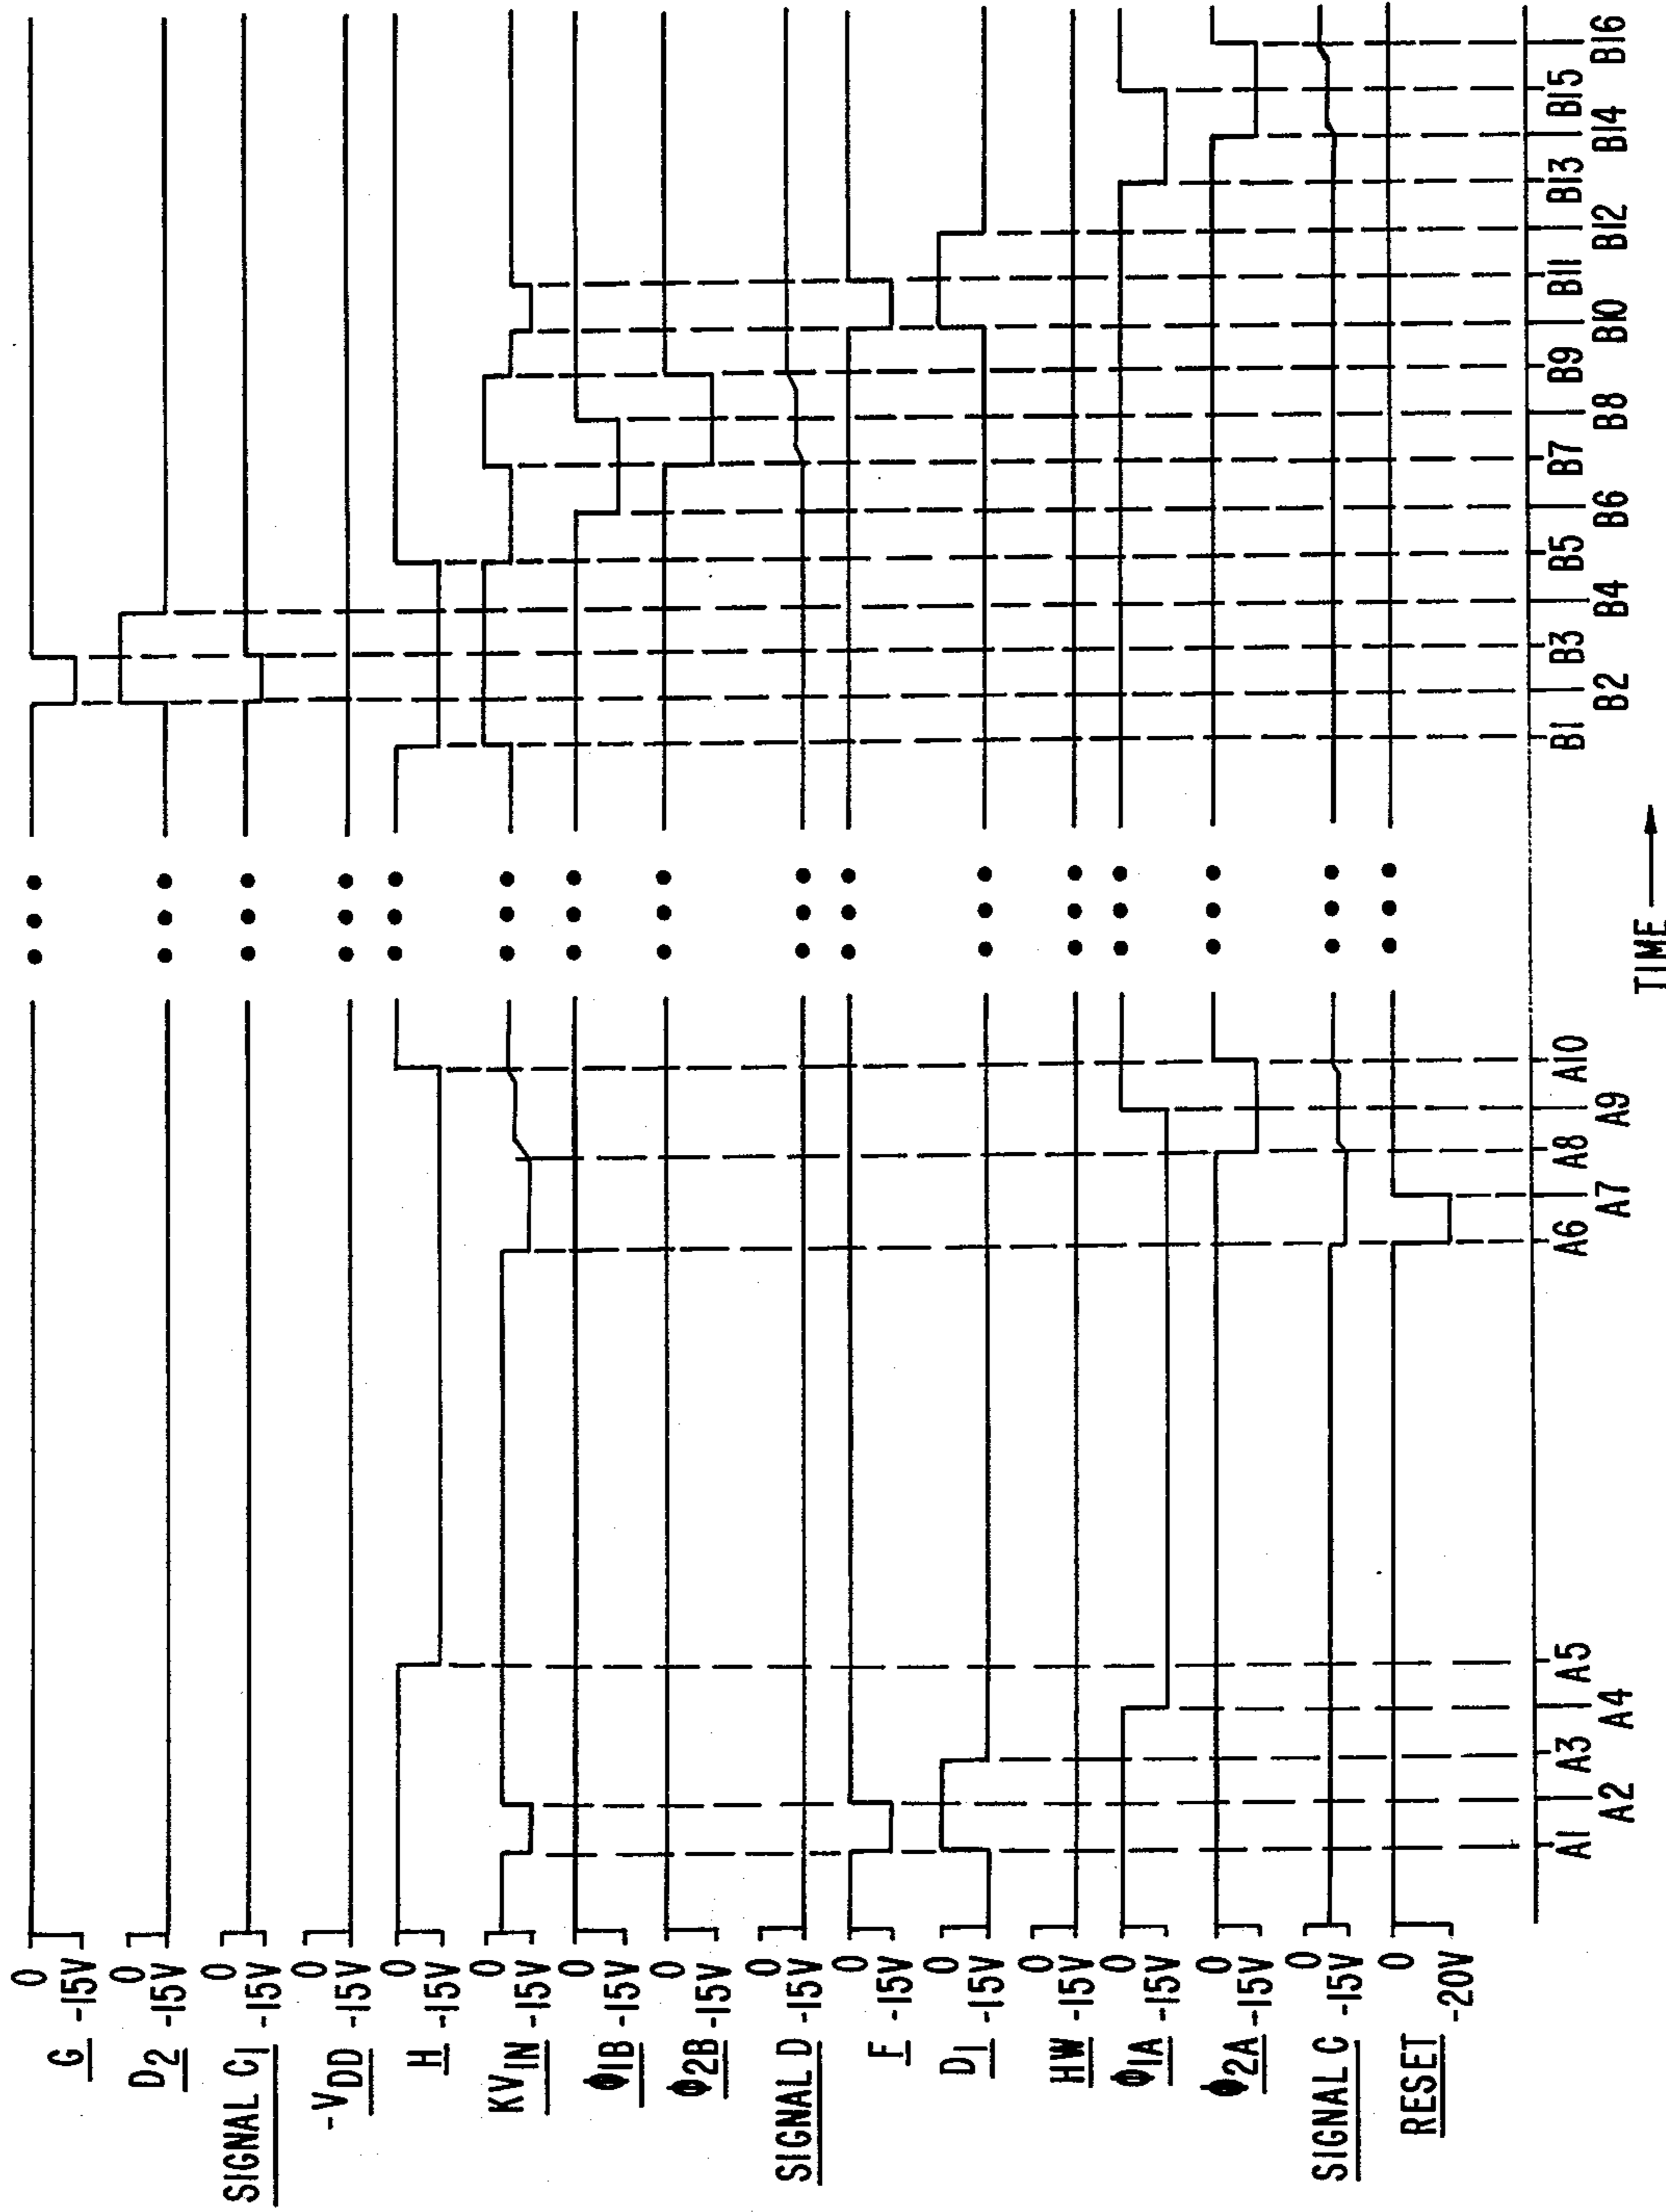 G 0 -15V
D2 0 -15V
SIGNAL C1 0 -15V
-VDD 0 -15V
H 0 -15V
KVIN 0 -15V
Φ1B 0 -15V
Φ2B 0 -15V
SIGNAL D 0 -15V
F 0 -15V
D1 0 -15V
HW 0 -15V
Φ1A 0 -15V
Φ2A 0 -15V
SIGNAL C 0 -15V
RESET 0 -20V
A1 A2 A3 A4 A5 A6 A7 A8 A9 A10 B1 B2 B3 B4 B5 B6 B7 B8 B9 B10 B11 B12 B13 B14 B15 B16
TIME